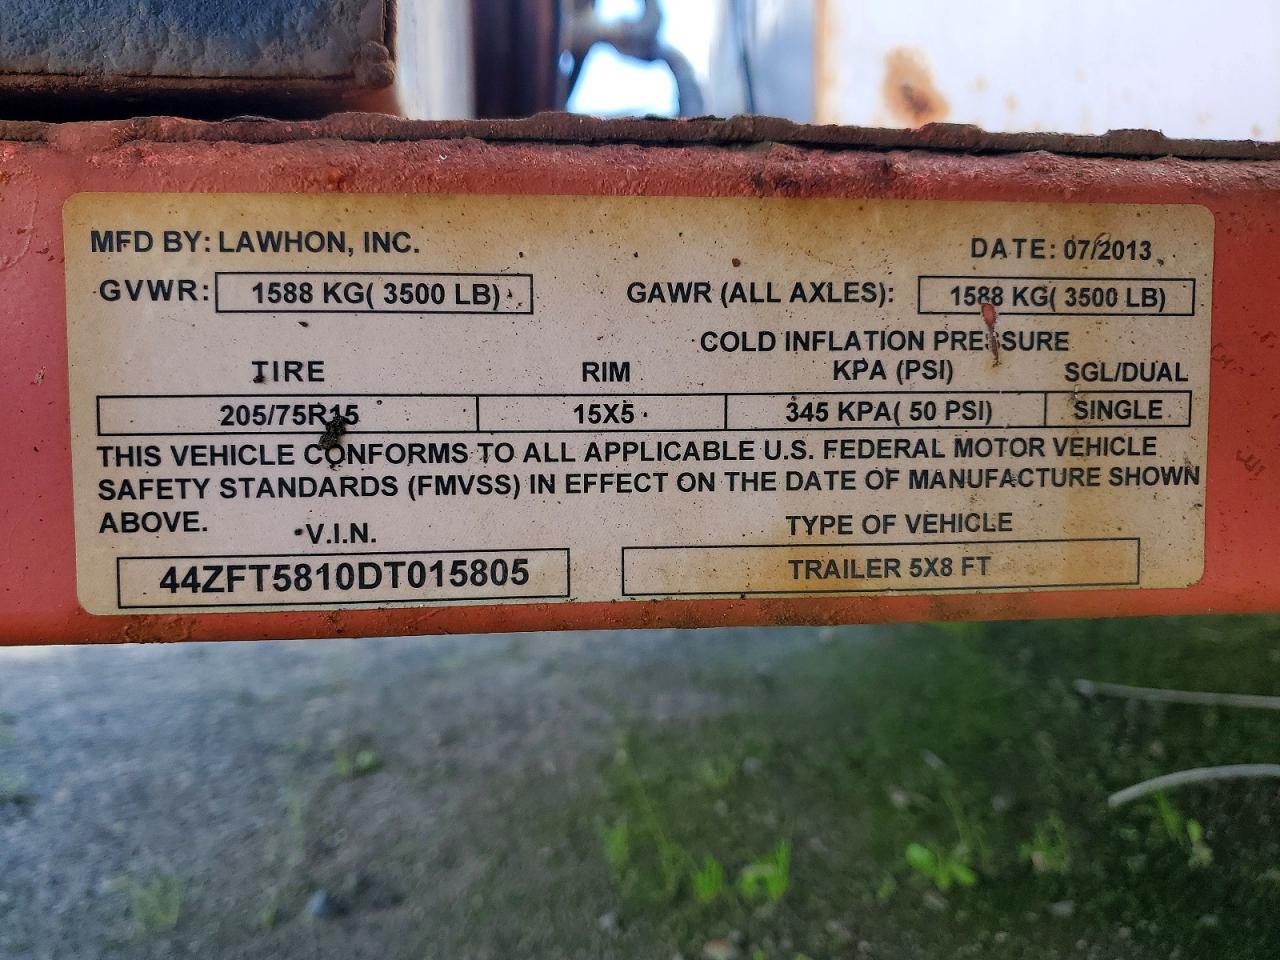 MFD BY: LAWHON, INC. DATE: 07/2013
GVWR: 1588 KG( 3500 LB) GAWR (ALL AXLES): 1588 KG( 3500 LB)
COLD INFLATION PRESSURE
TIRE RIM KPA (PSI) SGL/DUAL
205/75R15 15X5 345 KPA( 50 PSI) SINGLE
THIS VEHICLE CONFORMS TO ALL APPLICABLE U.S. FEDERAL MOTOR VEHICLE
SAFETY STANDARDS (FMVSS) IN EFFECT ON THE DATE OF MANUFACTURE SHOWN
ABOVE. V.I.N. TYPE OF VEHICLE
44ZFT5810DT015805 TRAILER 5X8 FT